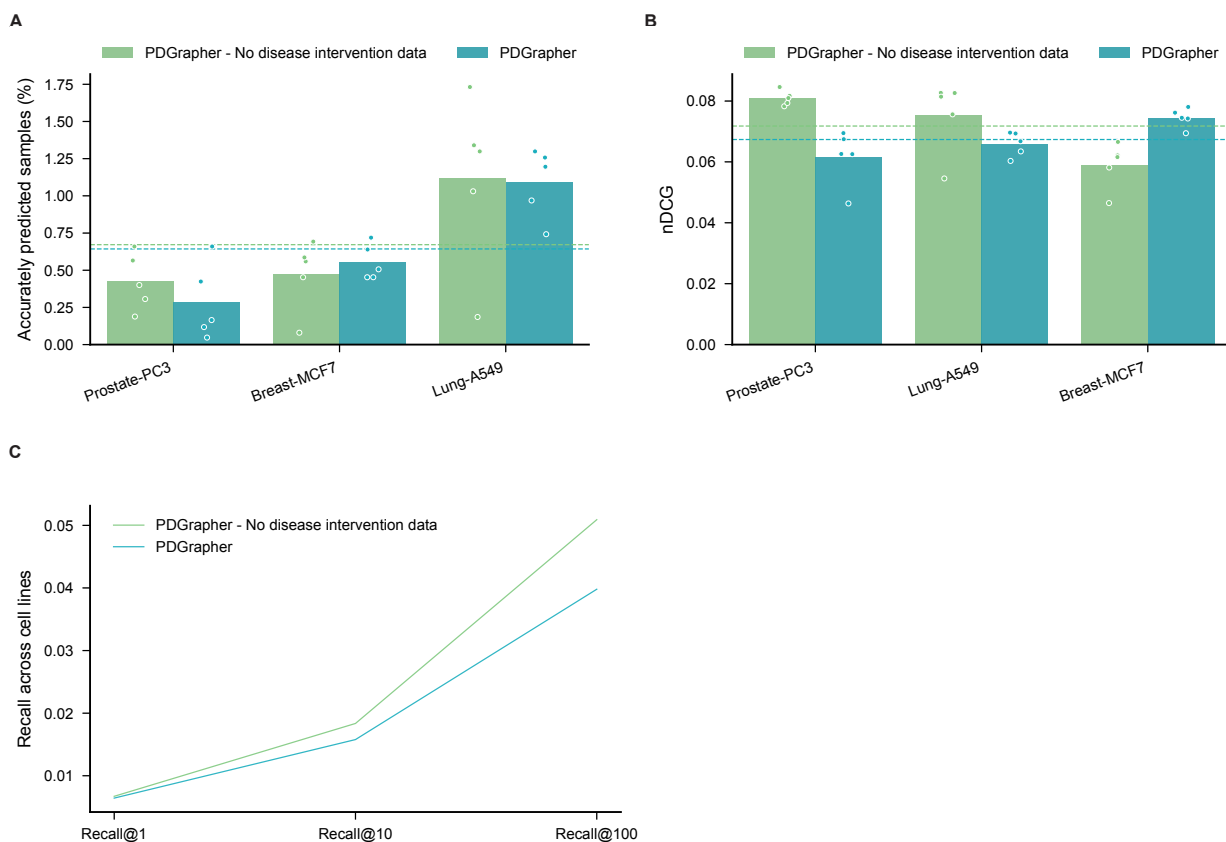 A
PDGrapher - No disease intervention data
PDGrapher
Accurately predicted samples (%)
1.75
1.50
1.25
1.00
0.75
0.50
0.25
0.00
Prostate-PC3
Breast-MCF7
Lung-A549
B
PDGrapher - No disease intervention data
PDGrapher
nDCG
0.08
0.06
0.04
0.02
0.00
Prostate-PC3
Lung-A549
Breast-MCF7
C
PDGrapher - No disease intervention data
PDGrapher
Recall across cell lines
0.05
0.04
0.03
0.02
0.01
Recall@1
Recall@10
Recall@100